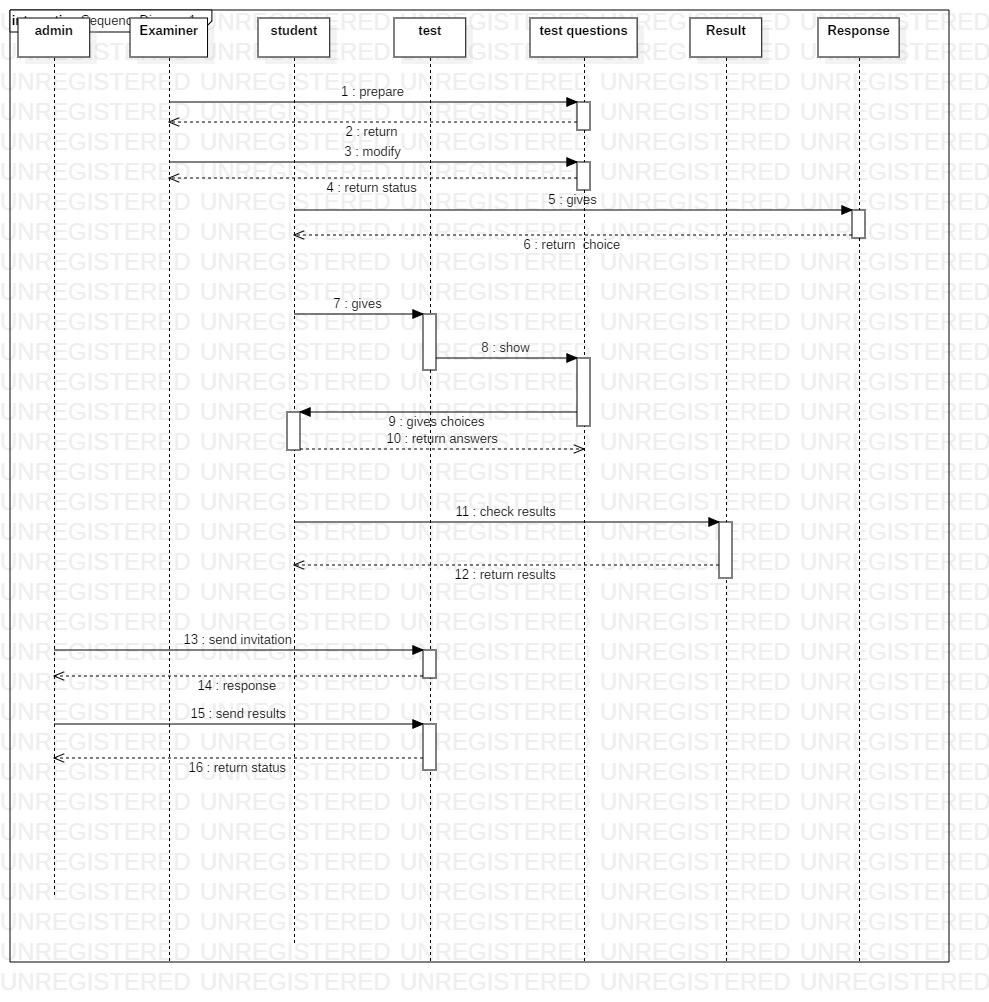 Sequence
admin
Examiner
student
test
test questions
Result
Response
1 : prepare
2 : return
3 : modify
4 : return status
5 : gives
6 : return  choice
7 : gives
8 : show
9 : gives choices
10 : return answers
11 : check results
12 : return results
13 : send invitation
14 : response
15 : send results
16 : return status
UNREGISTERED UNREGISTERED UNREGISTERED UNREGISTERED UNREGISTERED